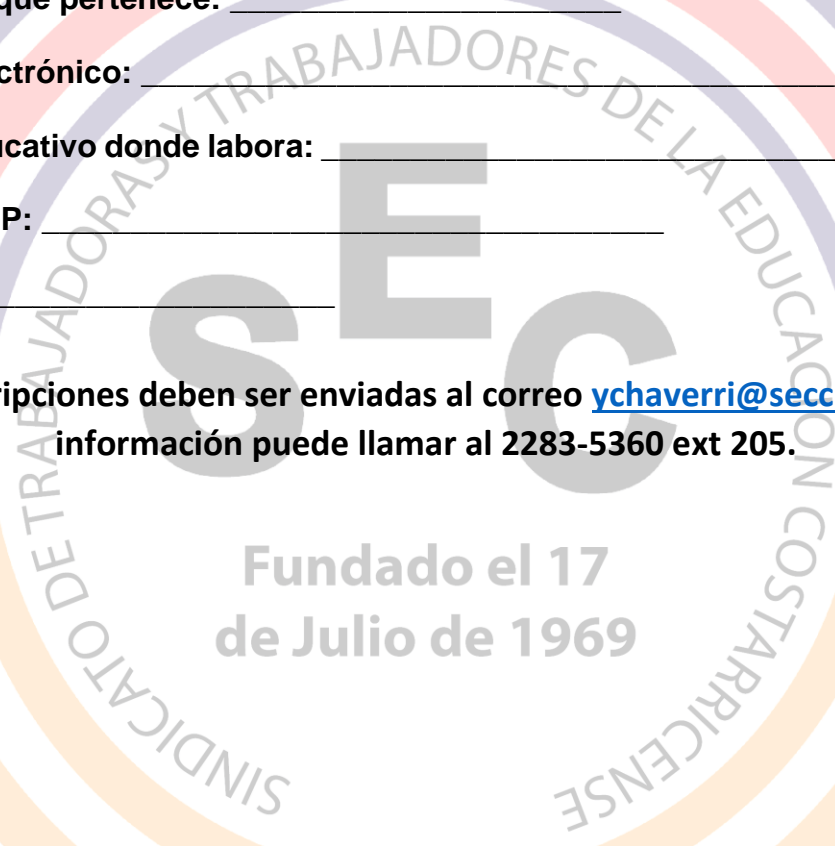 que pertenece: ______________________
ctrónico: ________________________________________
ucativo donde labora: ______________________________
P: ____________________________________
____________________
ripciones deben ser enviadas al correo ychaverri@secc
información puede llamar al 2283-5360 ext 205.
SEC
Fundado el 17
de Julio de 1969
SINDICATO DE TRABAJADORAS Y TRABAJADORES DE LA EDUCACIÓN COSTARRICENSE